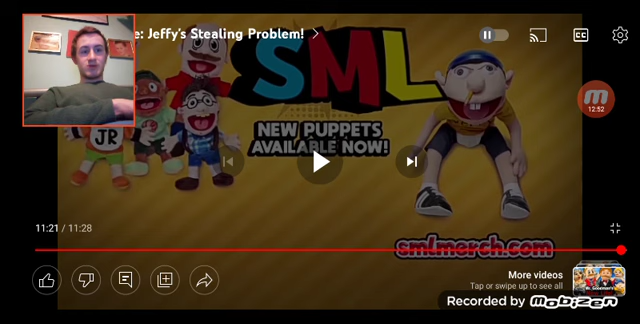 e: Jeffy's Stealing Problem!
CC
SML
JR
NEW PUPPETS
AVAILABLE NOW!
12:52
11:21 / 11:28
smlmerch.com
More videos
Tap or swipe up to see all
Recorded by Mobizen